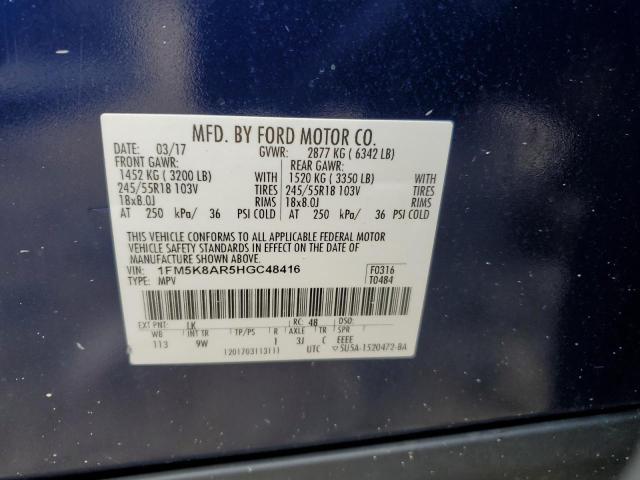 MFD. BY FORD MOTOR CO.
DATE: 03/17 GVWR: 2877 KG ( 6342 LB)
FRONT GAWR: REAR GAWR:
1452 KG ( 3200 LB) 1520 KG ( 3350 LB)
245/55R18 103V TIRES 245/55R18 103V TIRES
18x8.0J RIMS 18x8.0J RIMS
AT 250 kPa/ 36 PSI COLD AT 250 kPa/ 36 PSI COLD
THIS VEHICLE CONFORMS TO ALL APPLICABLE FEDERAL MOTOR
VEHICLE SAFETY AND BUMPER STANDARDS IN EFFECT ON THE DATE OF
MANUFACTURE SHOWN ABOVE.
VIN: 1FM5K8AR5HGC48416 F0316
TYPE: MPV T0484
EXT PNT: LK RC: 48 DSO:
WB INT TR TP/PS R AXLE TR SPR
113 9W 1 3J C EEEE
1201703113111 UTC ▽5U5A-1520472-BA